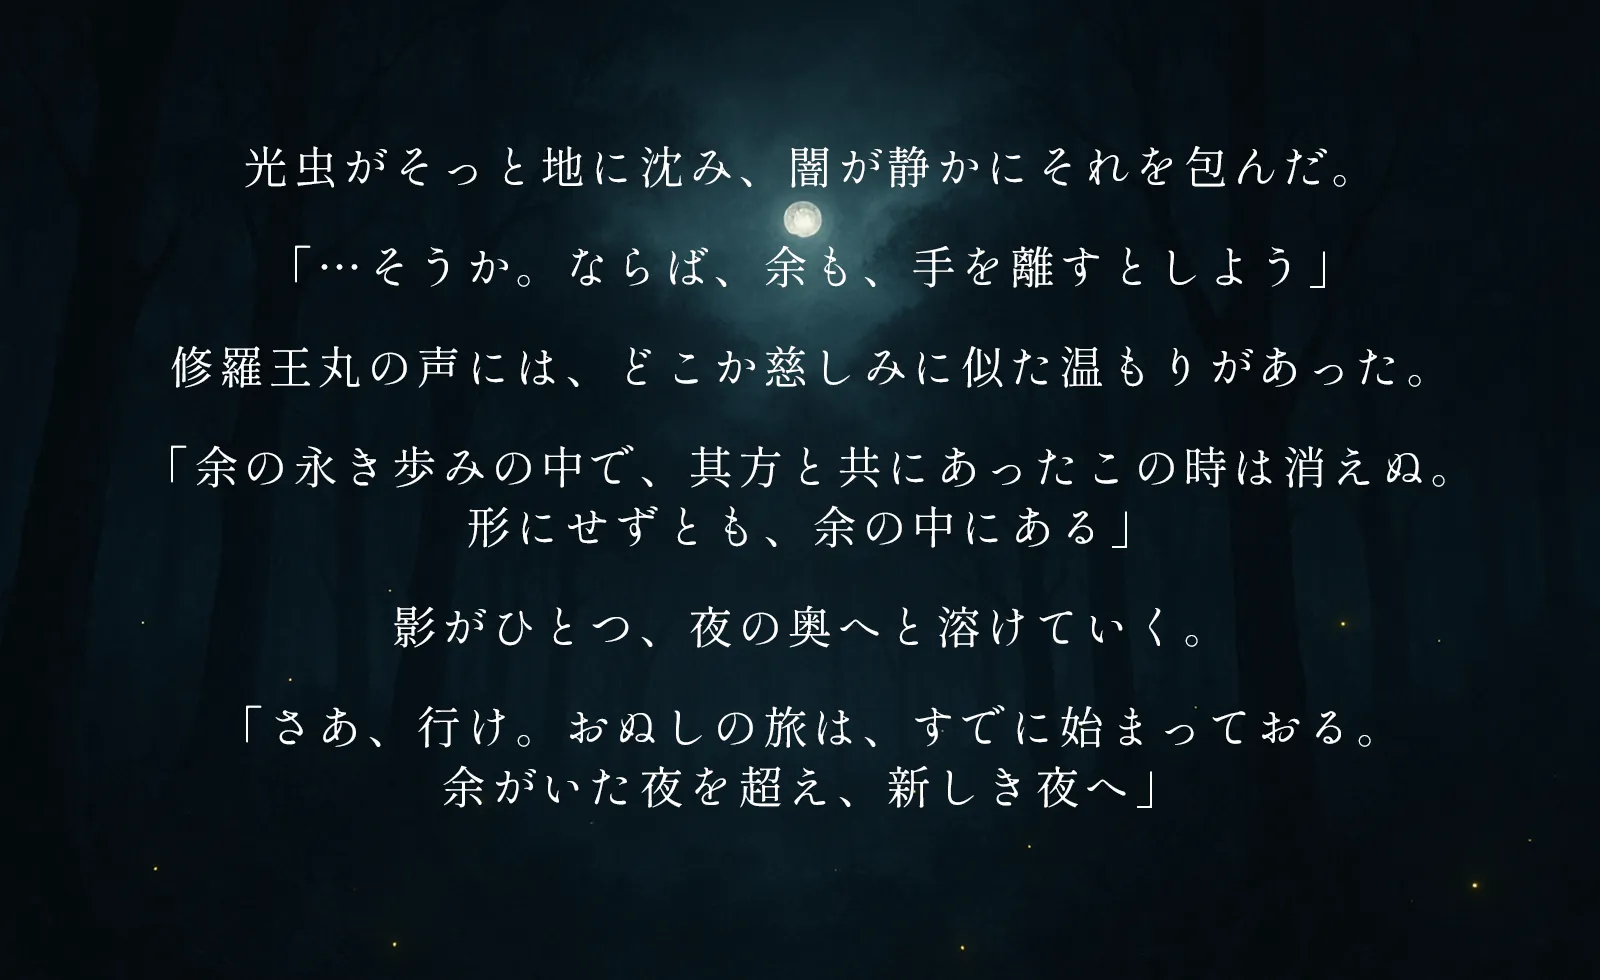 光虫がそっと地に沈み、闇が静かにそれを包んだ。
「…そうか。ならば、余も、手を離すとしよう」
修羅王丸の声には、どこか慈しみに似た温もりがあった。
「余の永き歩みの中で、其方と共にあったこの時は消えぬ。
形にせずとも、余の中にある」
影がひとつ、夜の奥へと溶けていく。
「さあ、行け。おぬしの旅は、すでに始まっておる。
余がいた夜を超え、新しき夜へ」